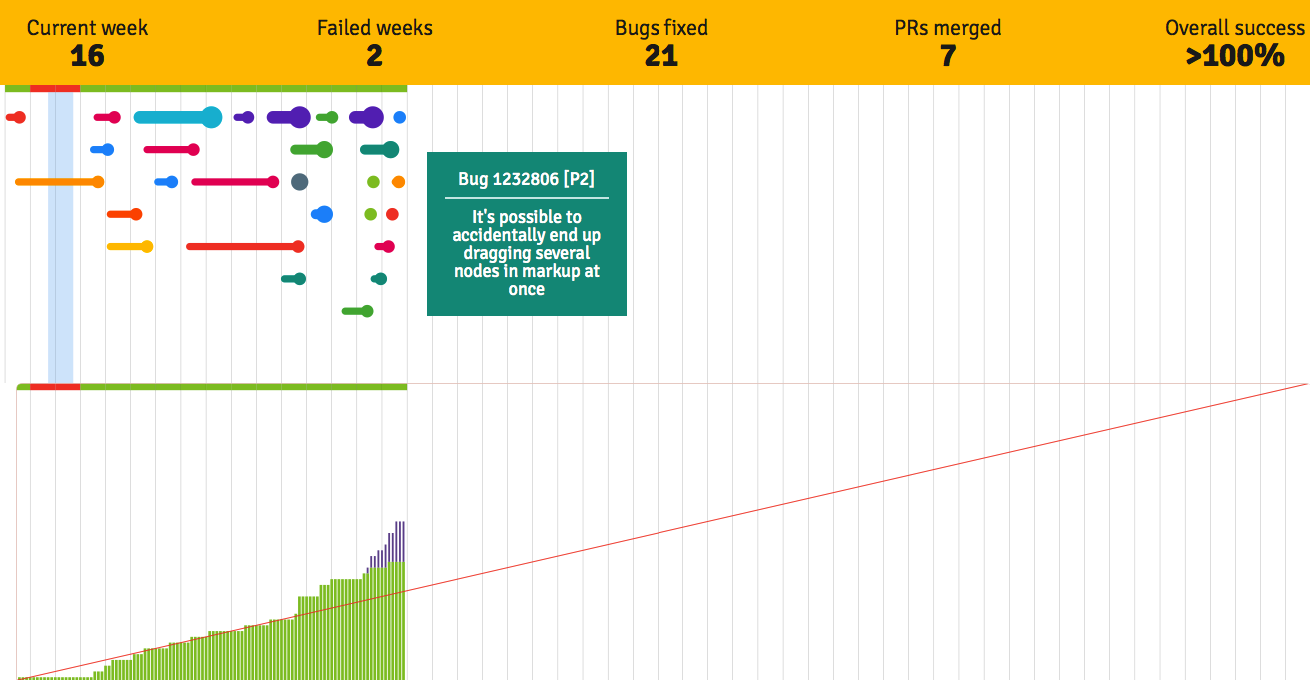 Current week
16
Failed weeks
2
Bugs fixed
21
PRs merged
7
Overall success
>100%
Bug 1232806 [P2]
It's possible to
accidentally end up
dragging several
nodes in markup at
once